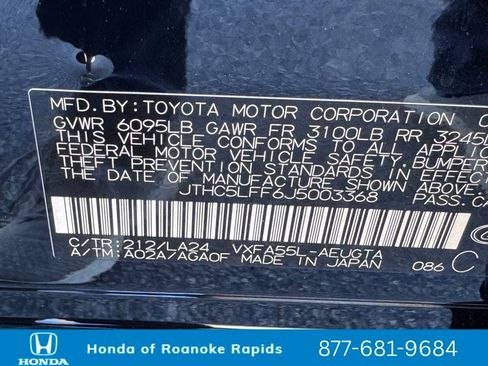 MFD.BY: TOYOTA MOTOR CORPORATION
GVWR 6095LB GAWR FR 3100LB RR 3245L
THIS VEHICLE CONFORMS TO ALL APPLICABLE
FEDERAL MOTOR VEHICLE SAFETY, BUMPER
THEFT PREVENTION STANDARDS IN EFFECT
THE DATE OF MANUFACTURE SHOWN ABOVE.
JTHC5LFF6J5003368 PASS.CA
C/TR:212/LA24 VXFA55L-AEUGTA
A/TM:A02A/AGA0F MADE IN JAPAN 086 C
HONDA
Honda of Roanoke Rapids
877-681-9684